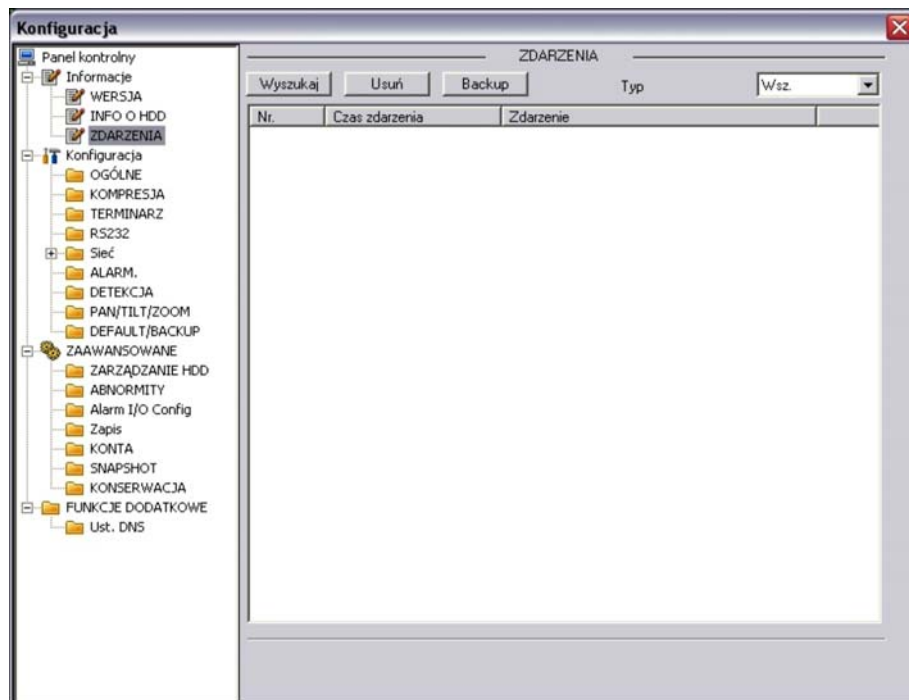 Konfiguracja
Panel kontrolny
Informacje
WERSJA
INFO O HDD
ZDARZENIA
Konfiguracja
OGÓLNE
KOMPRESJA
TERMINARZ
RS232
Sieć
ALARM.
DETEKCJA
PAN/TILT/ZOOM
DEFAULT/BACKUP
ZAAWANSOWANE
ZARZĄDZANIE HDD
ABNORMITY
Alarm I/O Config
Zapis
KONTA
SNAPSHOT
KONSERWACJA
FUNKCJE DODATKOWE
Ust. DNS
ZDARZENIA
Wyszukaj Usuń Backup Typ Wsz.
Nr. Czas zdarzenia Zdarzenie